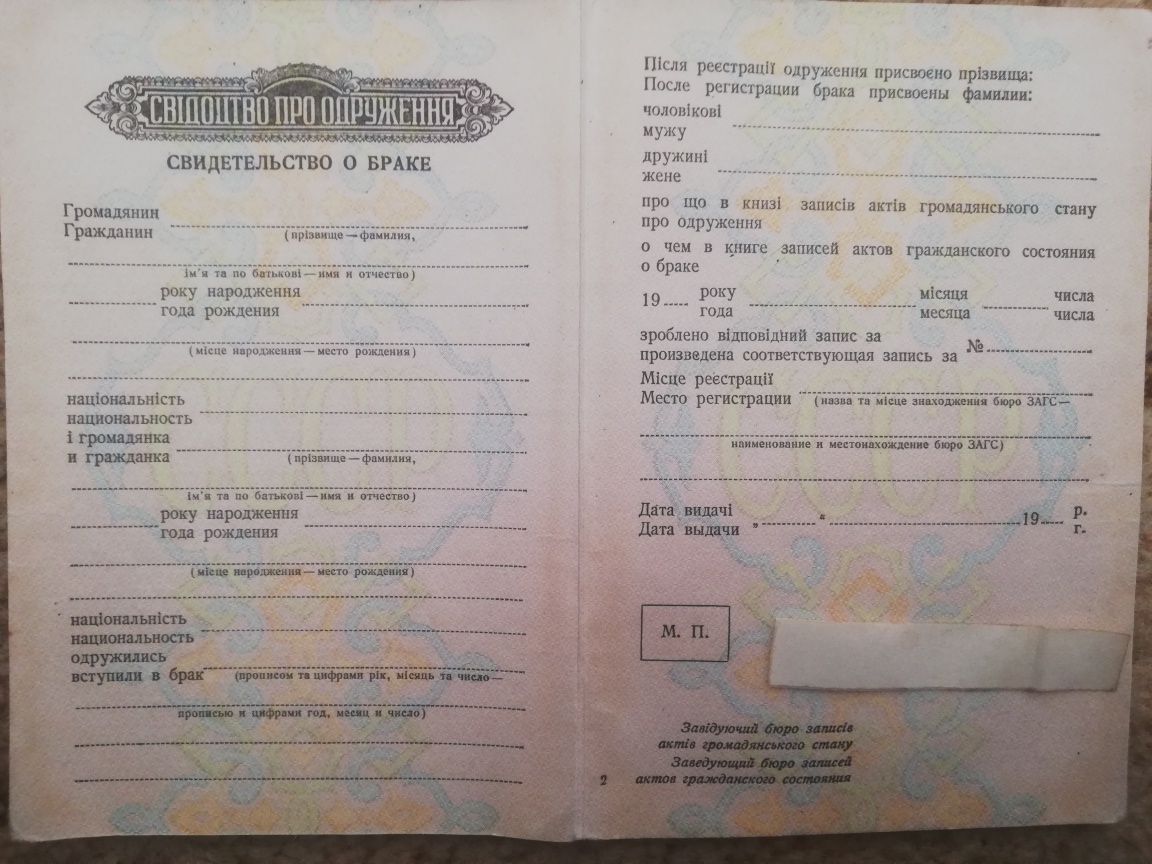 СВІДОЦТВО ПРО ОДРУЖЕННЯ
СВИДЕТЕЛЬСТВО О БРАКЕ
Громадянин
Гражданин
(прізвище — фамилия,
ім'я та по батькові — имя и отчество)
року народження
года рождения
(місце народження — место рождения)
національність
национальность
і громадянка
и гражданка
(прізвище — фамилия,
ім'я та по батькові — имя и отчество)
року народження
года рождения
(місце народження — место рождения)
національність
национальность
одружились
вступили в брак (прописом та цифрами рік, місяць та число —
прописью и цифрами год, месяц и число)
Після реєстрації одруження присвоєно прізвища:
После регистрации брака присвоены фамилии:
чоловікові
мужу
дружині
жене
про що в книзі записів актів громадянського стану
про одруження
о чем в книге записей актов гражданского состояния
о браке
19 року місяця числа
года месяца числа
зроблено відповідний запис за
произведена соответствующая запись за №
Місце реєстрації
Место регистрации (назва та місце знаходження бюро ЗАГС —
наименование и местонахождение бюро ЗАГС)
Дата видачі
Дата выдачи „ “ 19 р.
г.
М. П.
Завідуючий бюро записів
актів громадянського стану
Заведующий бюро записей
актов гражданского состояния
2
СССР
СССР